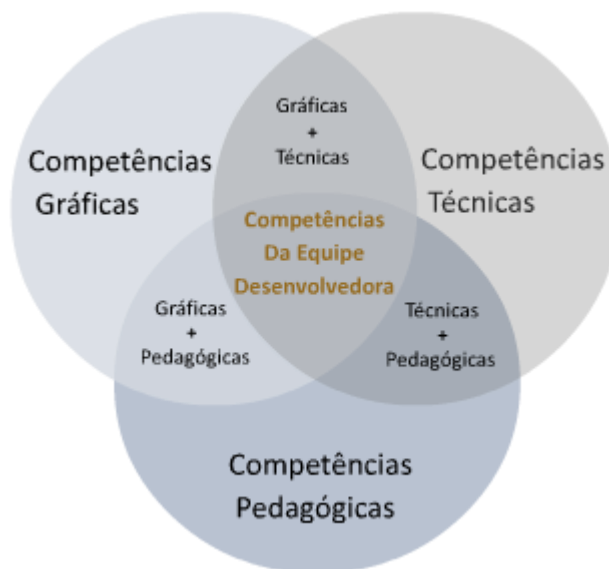 Gráficas
+
Técnicas
Competências
Gráficas
Competências
Técnicas
Competências
Da Equipe
Desenvolvedora
Gráficas
+
Pedagógicas
Técnicas
+
Pedagógicas
Competências
Pedagógicas